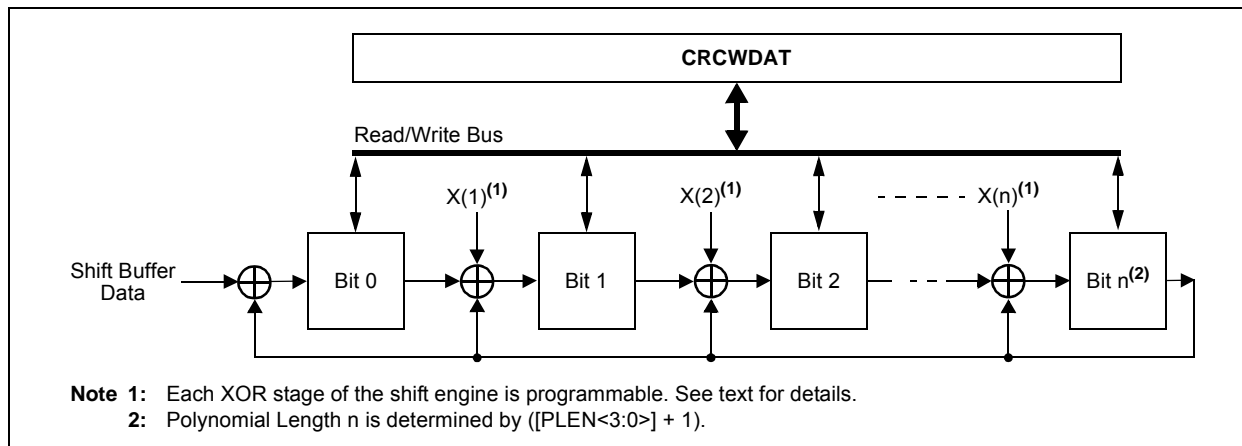 CRCWDAT
Read/Write Bus
X(1)(1) X(2)(1) X(n)(1)
Shift Buffer
Data
Bit 0 Bit 1 Bit 2 Bit n(2)
Note 1: Each XOR stage of the shift engine is programmable. See text for details.
2: Polynomial Length n is determined by ([PLEN<3:0>] + 1).